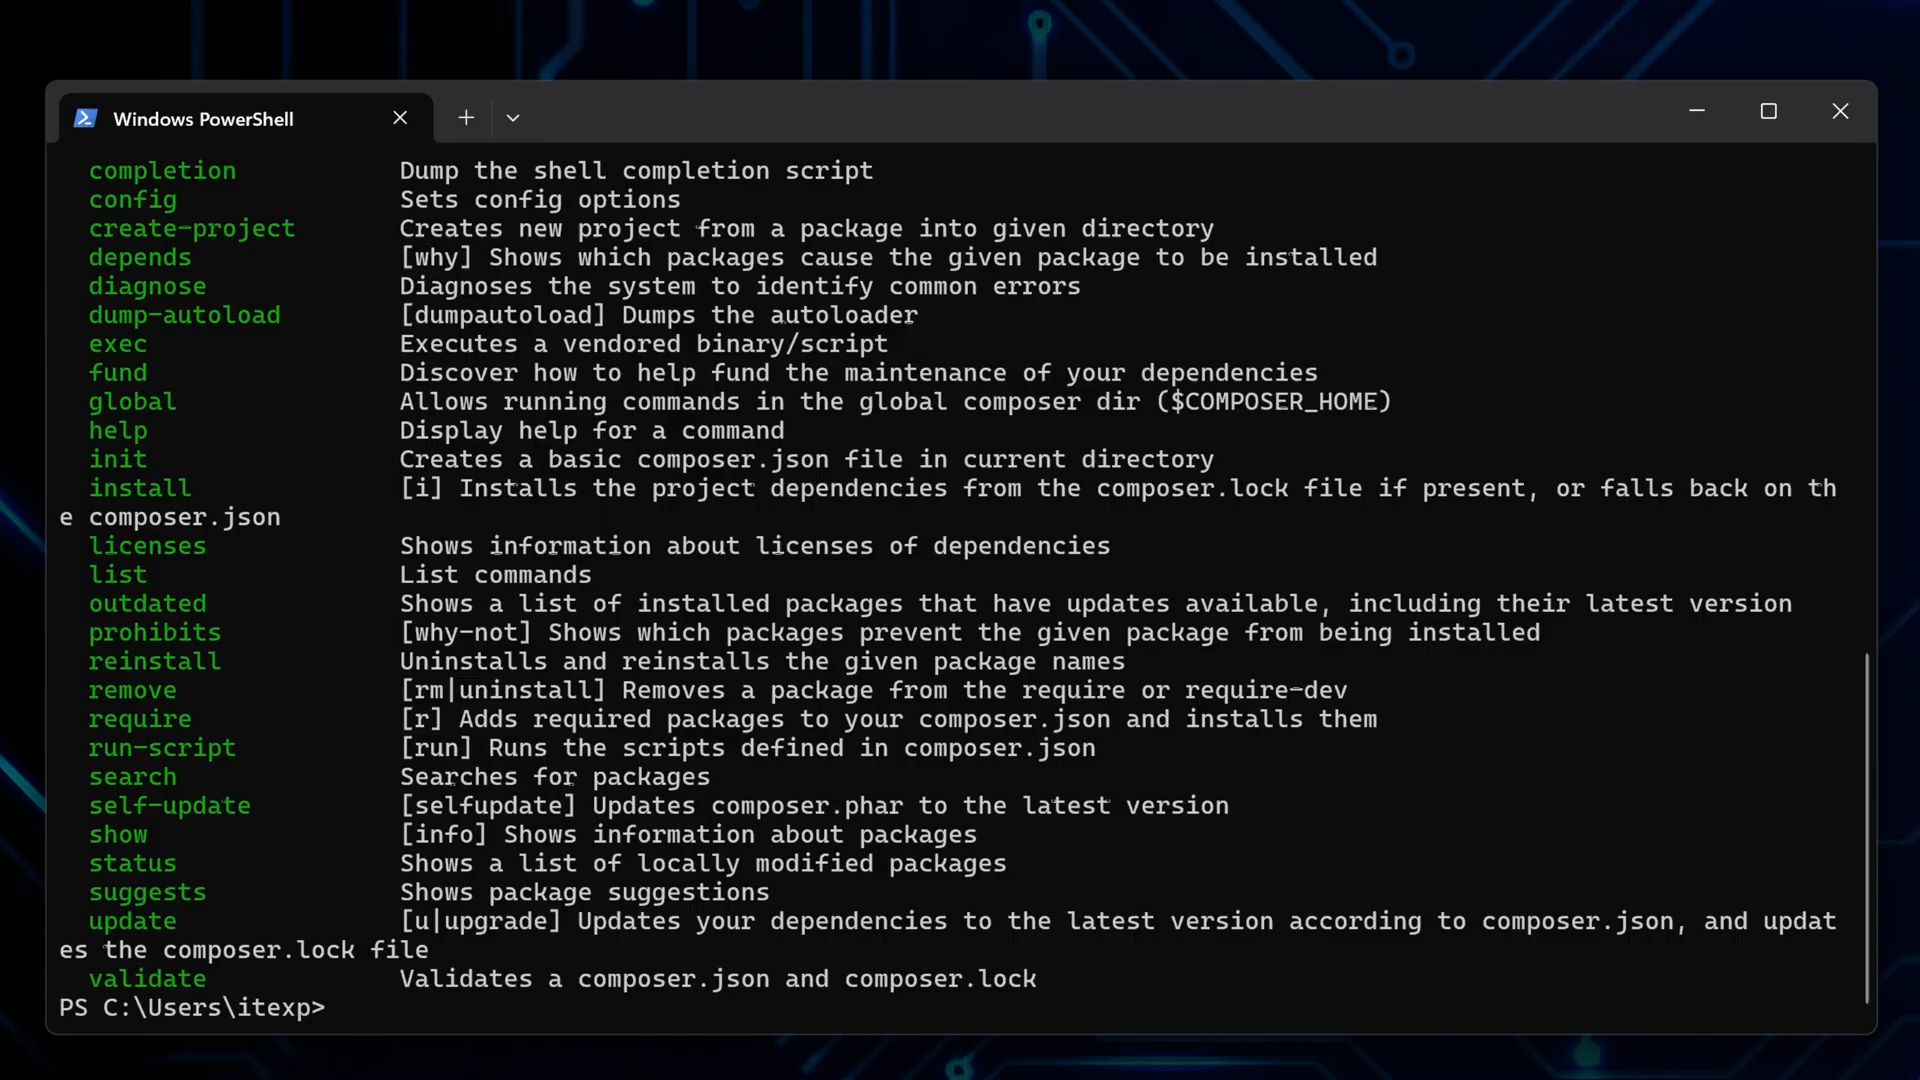 Windows PowerShell
completion Dump the shell completion script
config Sets config options
create-project Creates new project from a package into given directory
depends [why] Shows which packages cause the given package to be installed
diagnose Diagnoses the system to identify common errors
dump-autoload [dumpautoload] Dumps the autoloader
exec Executes a vendored binary/script
fund Discover how to help fund the maintenance of your dependencies
global Allows running commands in the global composer dir ($COMPOSER_HOME)
help Display help for a command
init Creates a basic composer.json file in current directory
install [i] Installs the project dependencies from the composer.lock file if present, or falls back on th
e composer.json
licenses Shows information about licenses of dependencies
list List commands
outdated Shows a list of installed packages that have updates available, including their latest version
prohibits [why-not] Shows which packages prevent the given package from being installed
reinstall Uninstalls and reinstalls the given package names
remove [rm|uninstall] Removes a package from the require or require-dev
require [r] Adds required packages to your composer.json and installs them
run-script [run] Runs the scripts defined in composer.json
search Searches for packages
self-update [selfupdate] Updates composer.phar to the latest version
show [info] Shows information about packages
status Shows a list of locally modified packages
suggests Shows package suggestions
update [u|upgrade] Updates your dependencies to the latest version according to composer.json, and updat
es the composer.lock file
validate Validates a composer.json and composer.lock
PS C:\Users\itexp>